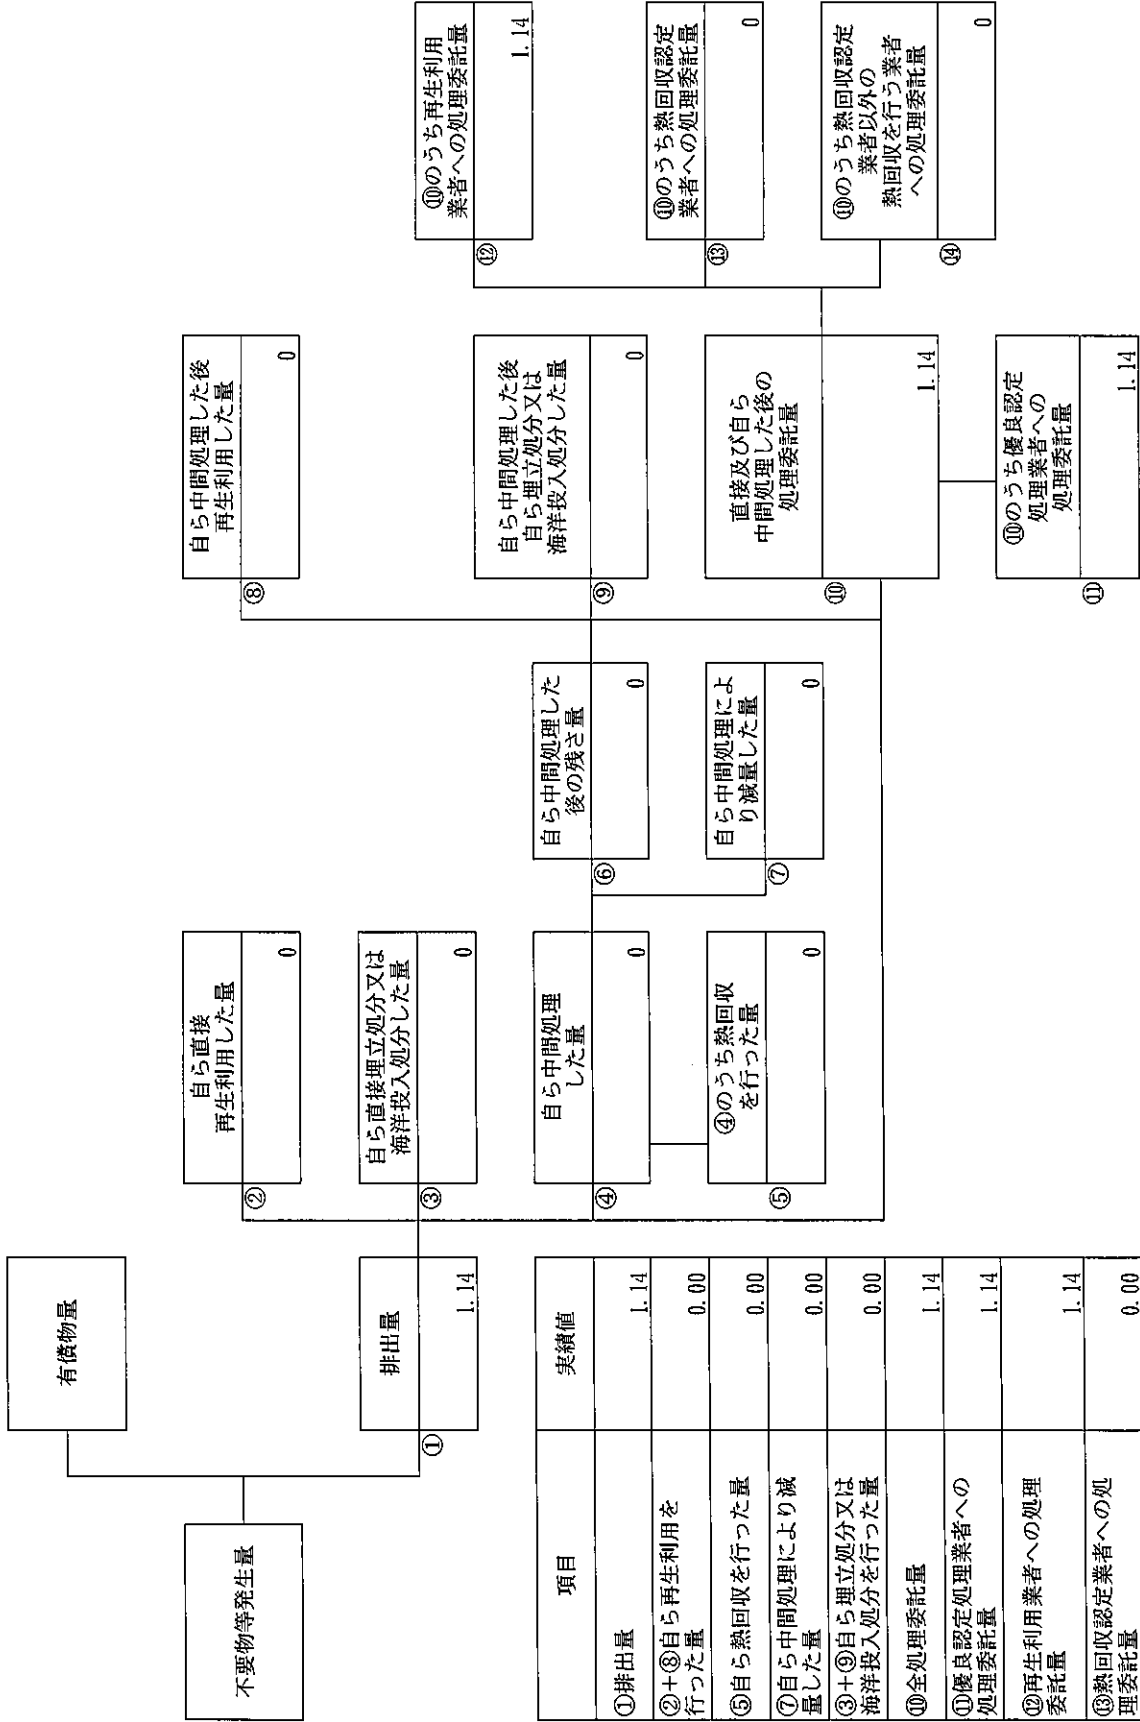 不要物等発生量
有償物量
①
排出量
1.14
②
自ら直接
再生利用した量
0
③
自ら直接埋立処分又は
海洋投入処分した量
0
④
自ら中間処理
した量
0
⑤
④のうち熱回収
を行った量
0
⑥
自ら中間処理した
後の残さ量
0
⑦
自ら中間処理によ
り減量した量
0
⑧
自ら中間処理した後
再生利用した量
0
⑨
自ら中間処理した後
自ら埋立処分又は
海洋投入処分した量
0
⑩
直接及び自ら
中間処理した後の
処理委託量
1.14
⑪
⑩のうち優良認定
処理業者への
処理委託量
1.14
⑫
⑩のうち再生利用
業者への処理委託量
1.14
⑬
⑩のうち熱回収認定
業者への処理委託量
0
⑭
⑩のうち熱回収認定
業者以外の
熱回収を行う業者
への処理委託量
0
項目 実績値
①排出量 1.14
②+⑧自ら再生利用を
行った量 0.00
⑤自ら熱回収を行った量 0.00
⑦自ら中間処理により減
量した量 0.00
③+⑨自ら埋立処分又は
海洋投入処分を行った量 0.00
⑩全処理委託量 1.14
⑪優良認定処理業者への
処理委託量 1.14
⑫再生利用業者への処理
委託量 1.14
⑬熱回収認定業者への処
理委託量 0.00